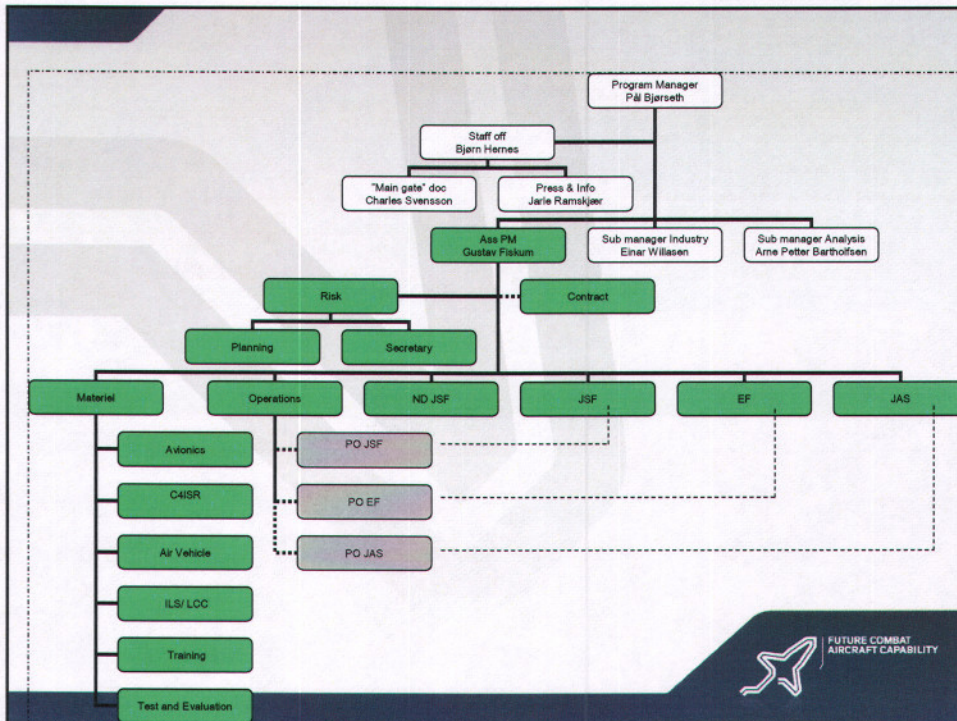 Program Manager
Pål Bjørseth
Staff off
Bjørn Hernes
"Main gate" doc
Charles Svensson
Press & Info
Jarle Ramskjær
Ass PM
Gustav Fiskum
Sub manager Industry
Einar Willasen
Sub manager Analysis
Arne Petter Bartholfsen
Risk
Contract
Planning
Secretary
Materiel
Operations
ND JSF
JSF
EF
JAS
Avionics
PO JSF
C4ISR
PO EF
Air Vehicle
PO JAS
ILS/ LCC
Training
Test and Evaluation
FUTURE COMBAT
AIRCRAFT CAPABILITY